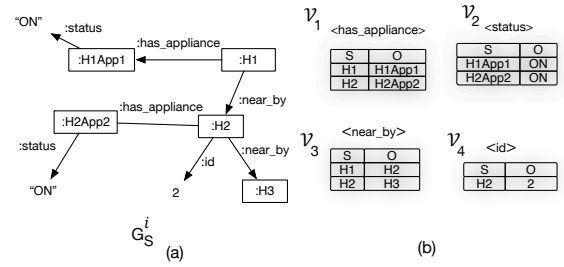 "ON"
:status
:has_appliance
:H1App1
:H1
:near_by
:has_appliance
:H2App2
:H2
:status
:near_by
:id
"ON"
2
:H3
G_S^i
(a)
𝒱1
<has_appliance>
S O
H1 H1App1
H2 H2App2
𝒱2
<status>
S O
H1App1 ON
H2App2 ON
𝒱3
<near_by>
S O
H1 H2
H2 H3
𝒱4
<id>
S O
H2 2
(b)